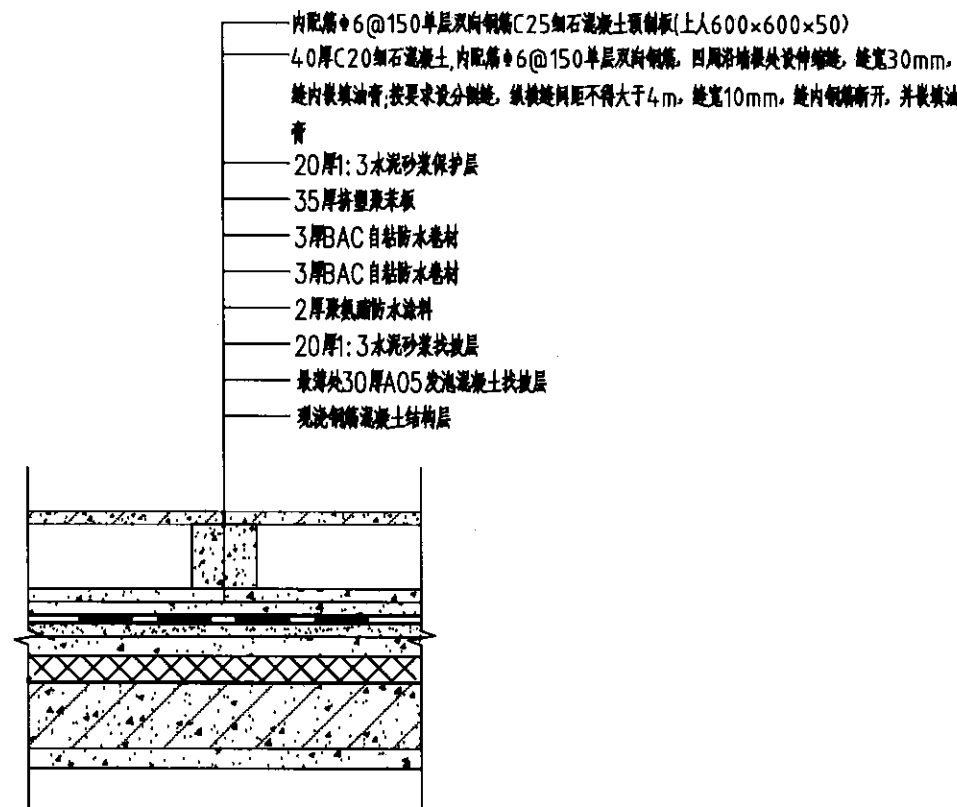 内配筋Φ6@150单层双向钢筋C25细石混凝土预制板(上人600×600×50)
40厚C20细石混凝土,内配筋Φ6@150单层双向钢筋，四周沿墙根处设伸缩缝，缝宽30mm，
缝内嵌填油膏;按要求设分割缝，纵横缝间距不得大于4m，缝宽10mm，缝内钢筋断开，并嵌填油
膏
20厚1:3水泥砂浆保护层
35厚挤塑聚苯板
3厚BAC自粘防水卷材
3厚BAC自粘防水卷材
2厚聚氨酯防水涂料
20厚1:3水泥砂浆找坡层
最薄处30厚A05发泡混凝土找坡层
现浇钢筋混凝土结构层